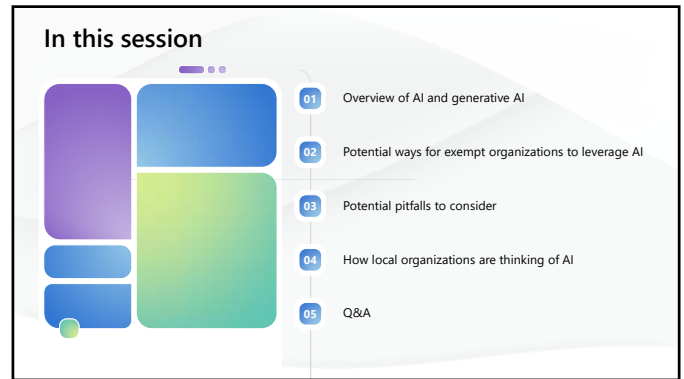 In this session
01 Overview of AI and generative AI
02 Potential ways for exempt organizations to leverage AI
03 Potential pitfalls to consider
04 How local organizations are thinking of AI
05 Q&A